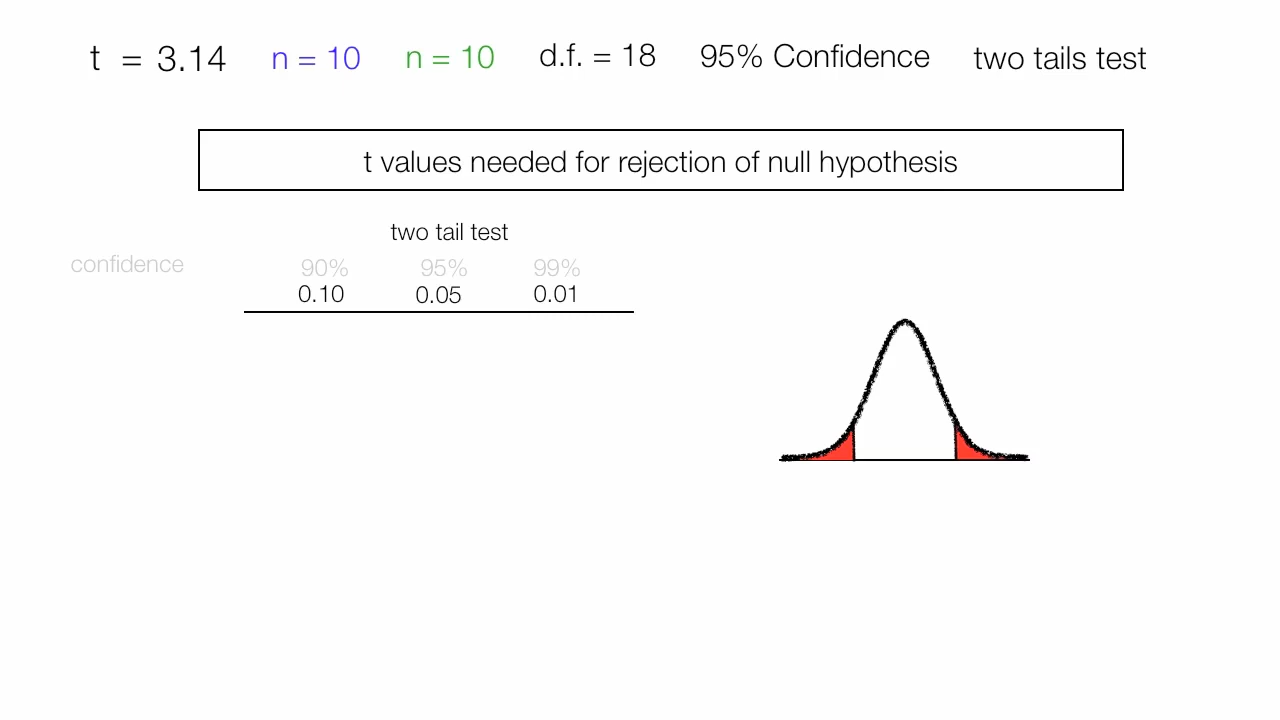 t = 3.14 n = 10 n = 10 d.f. = 18 95% Confidence two tails test
t values needed for rejection of null hypothesis
two tail test
confidence 90% 95% 99%
0.10 0.05 0.01